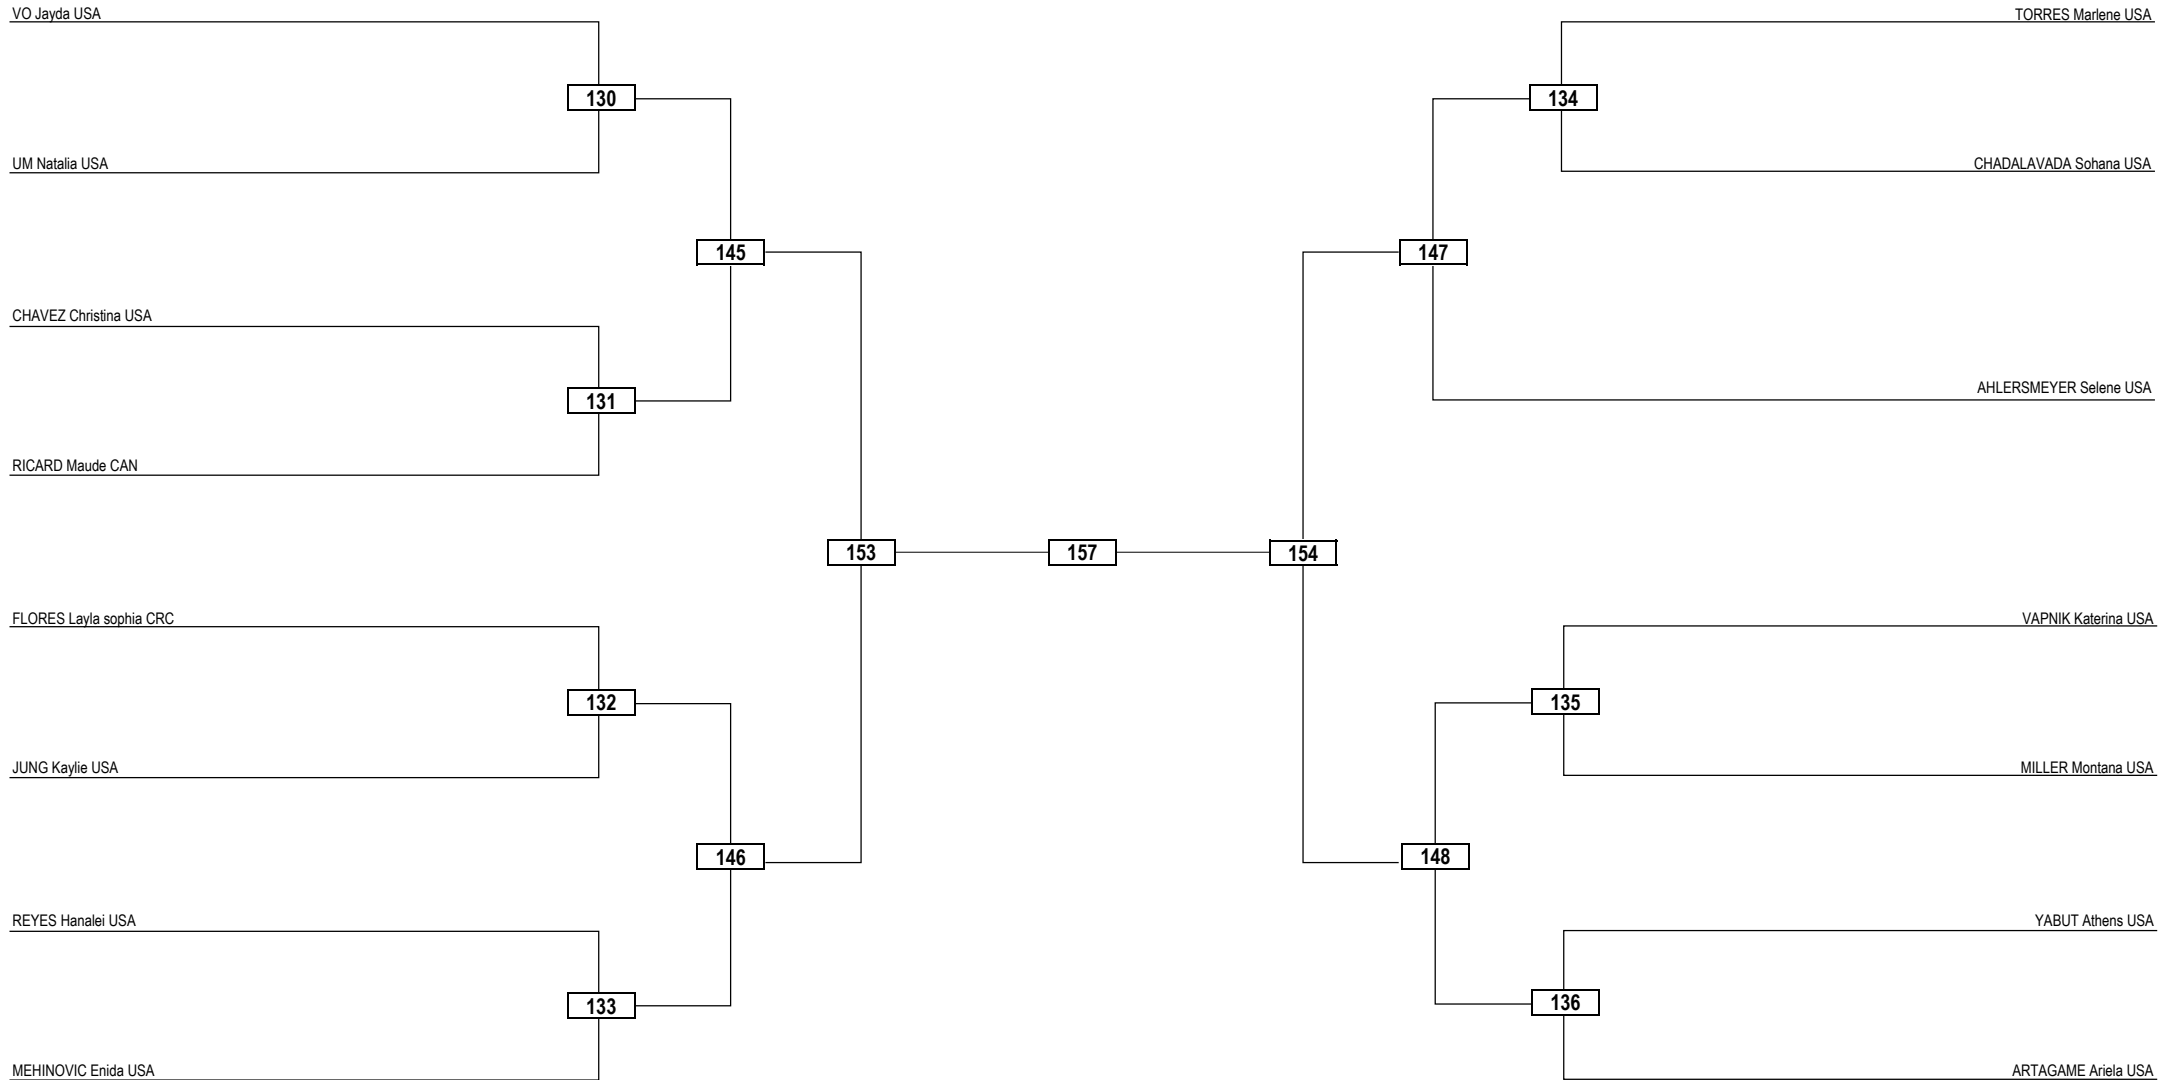 VO Jayda USA
TORRES Marlene USA
130
134
UM Natalia USA
CHADALAVADA Sohana USA
145
147
CHAVEZ Christina USA
AHLERSMEYER Selene USA
131
RICARD Maude CAN
153
157
154
FLORES Layla sophia CRC
VAPNIK Katerina USA
132
135
JUNG Kaylie USA
MILLER Montana USA
146
148
REYES Hanalei USA
YABUT Athens USA
133
136
MEHINOVIC Enida USA
ARTAGAME Ariela USA